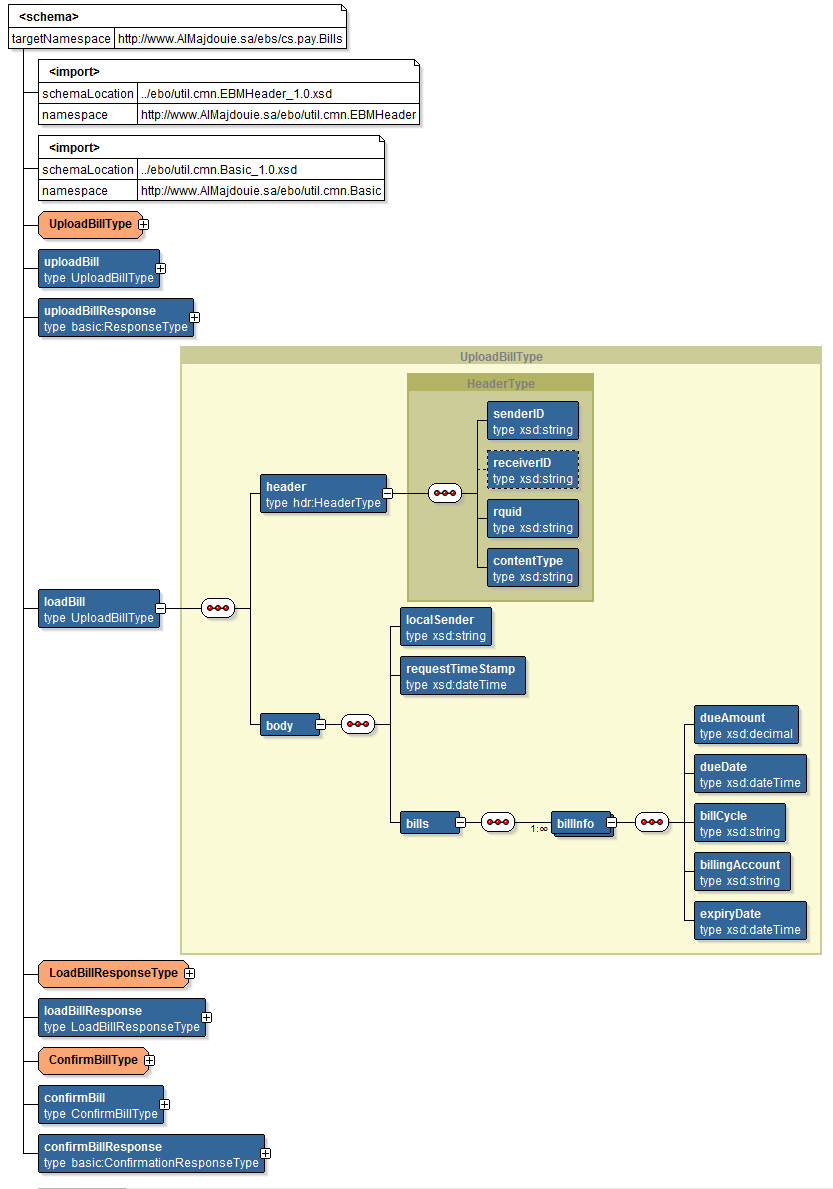 <schema>
targetNamespace http://www.AlMajdouie.sa/ebs/cs.pay.Bills
<import>
schemaLocation ../ebo/util.cmn.EBMHeader_1.0.xsd
namespace http://www.AlMajdouie.sa/ebo/util.cmn.EBMHeader
<import>
schemaLocation ../ebo/util.cmn.Basic_1.0.xsd
namespace http://www.AlMajdouie.sa/ebo/util.cmn.Basic
UploadBillType
uploadBill
type UploadBillType
uploadBillResponse
type basic:ResponseType
UploadBillType
HeaderType
senderID
type xsd:string
receiverID
type xsd:string
header
type hdr:HeaderType
rquid
type xsd:string
contentType
type xsd:string
loadBill
type UploadBillType
localSender
type xsd:string
requestTimeStamp
type xsd:dateTime
body
dueAmount
type xsd:decimal
dueDate
type xsd:dateTime
bills
1:∞
billInfo
billCycle
type xsd:string
billingAccount
type xsd:string
expiryDate
type xsd:dateTime
LoadBillResponseType
loadBillResponse
type LoadBillResponseType
ConfirmBillType
confirmBill
type ConfirmBillType
confirmBillResponse
type basic:ConfirmationResponseType